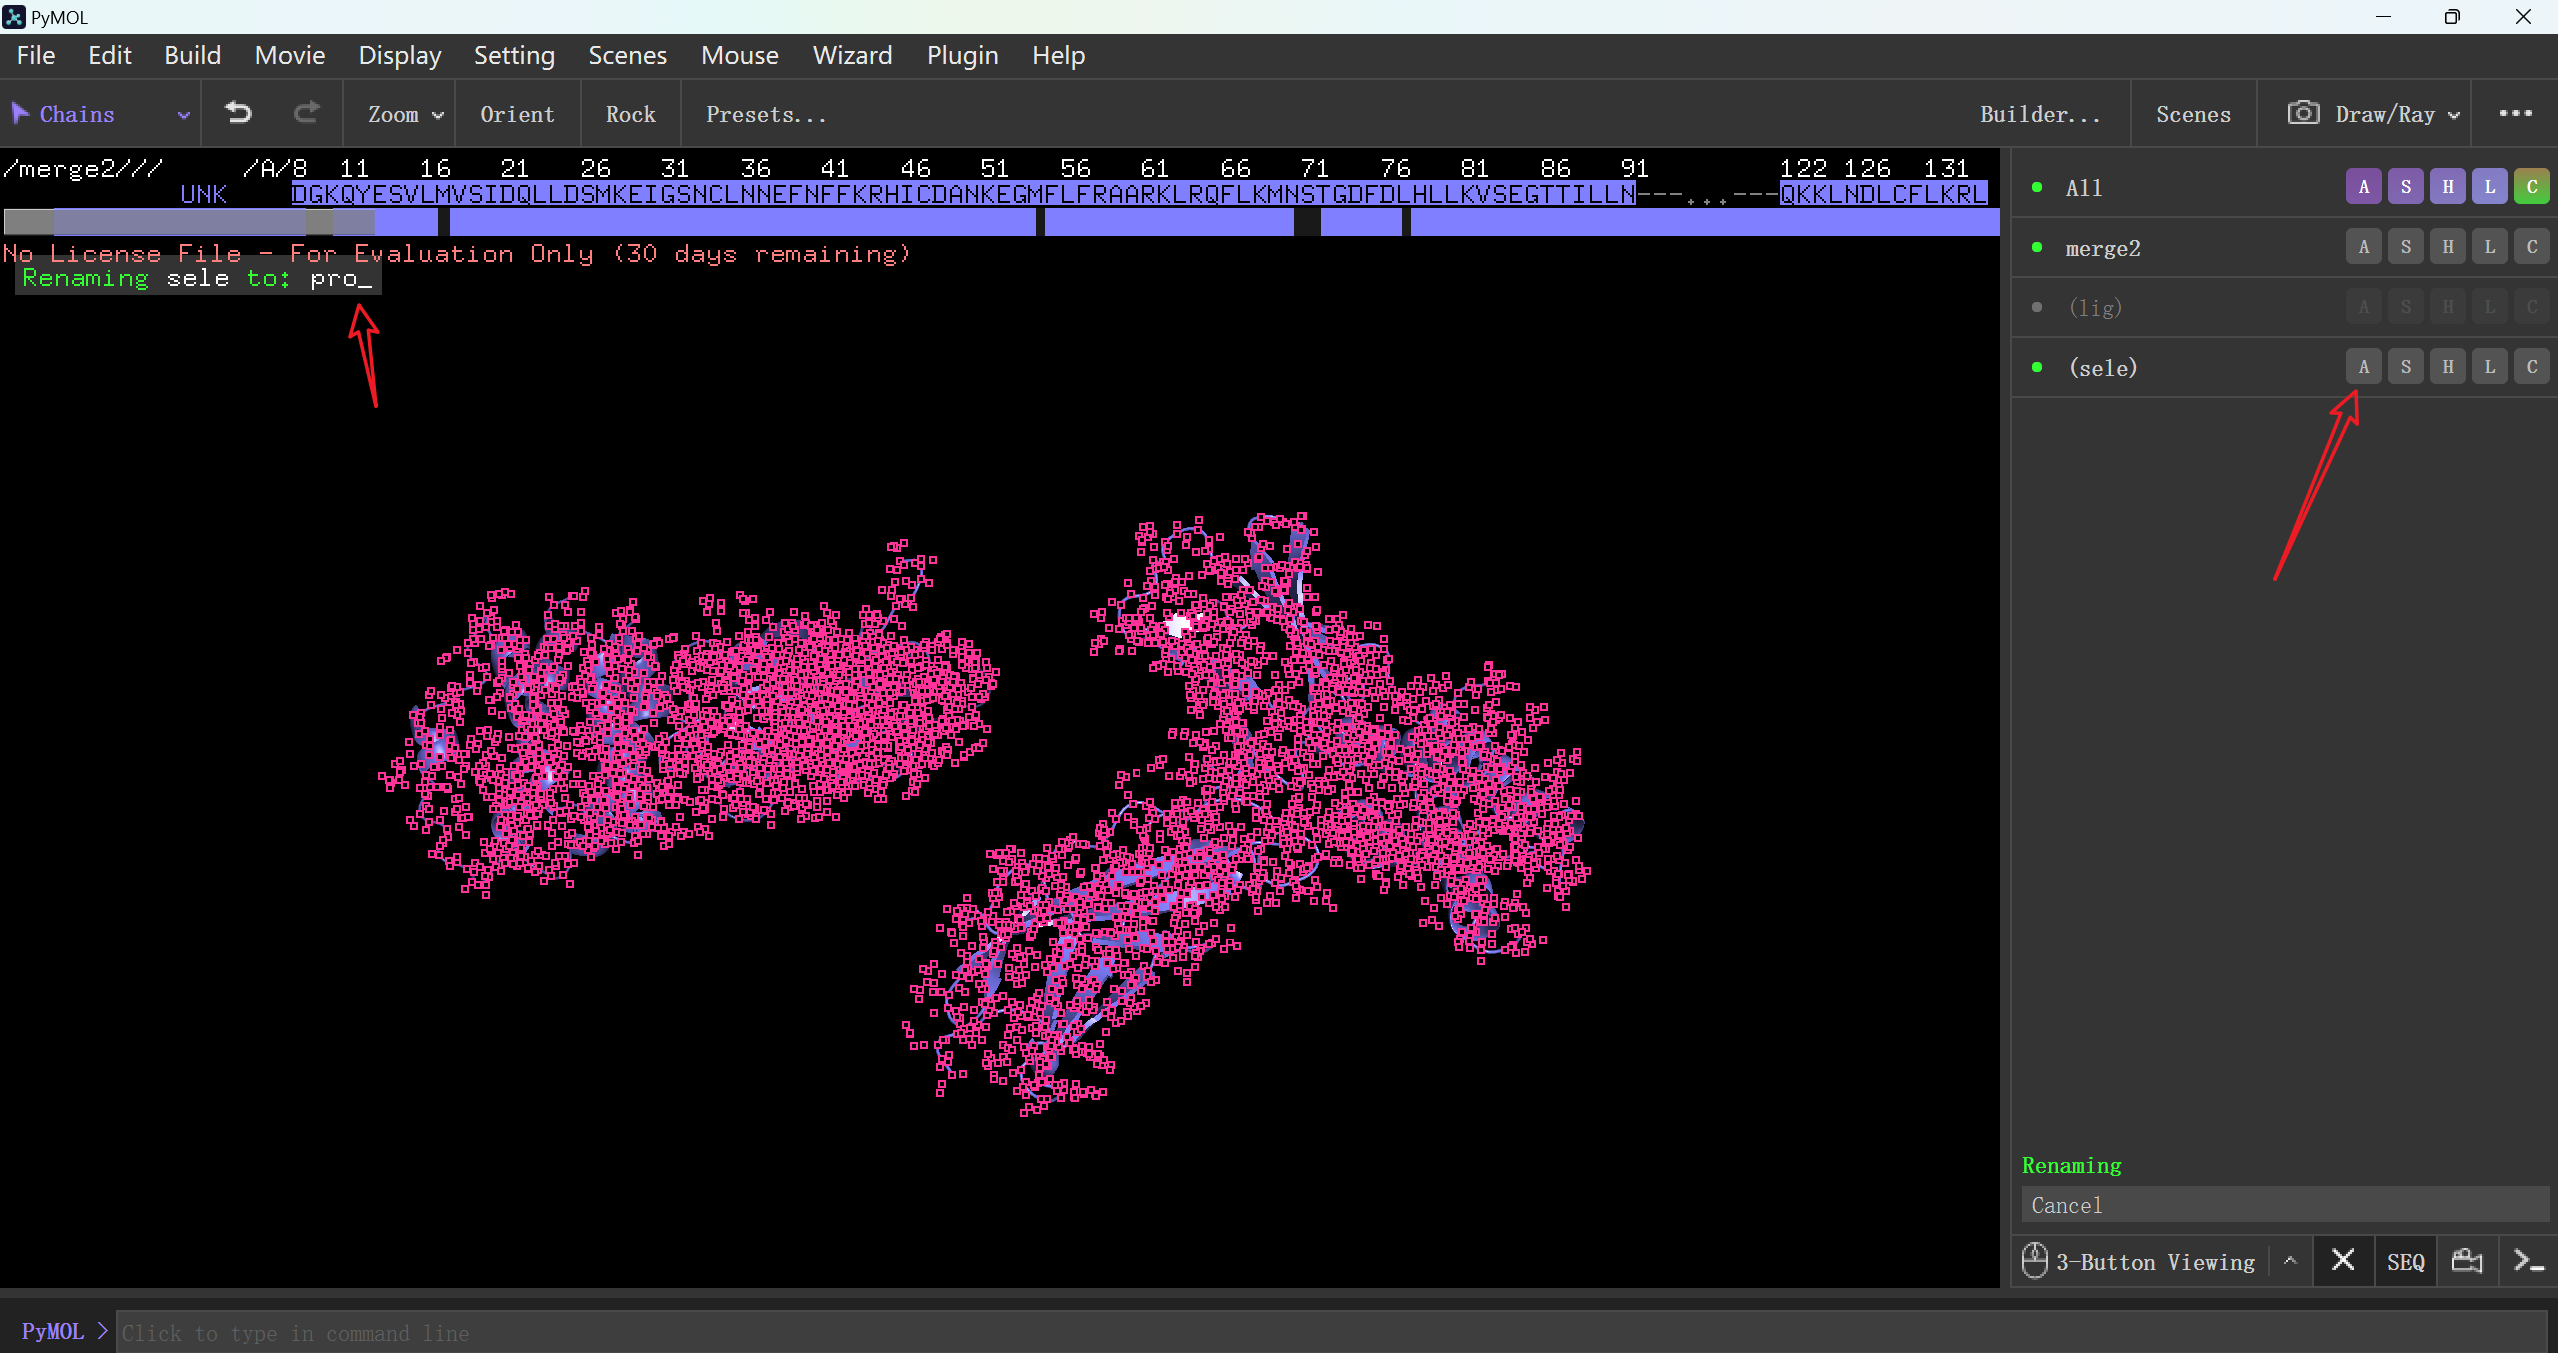 PyMOL
File Edit Build Movie Display Setting Scenes Mouse Wizard Plugin Help
Chains Zoom Orient Rock Presets... Builder... Scenes Draw/Ray
/merge2/// /A/8 11 16 21 26 31 36 41 46 51 56 61 66 71 76 81 86 91 122 126 131
UNK DGKQYESVLMVSIDQLLDSMKEIGSNCLNNEFNFFKRHICDANKEGMFLFRAARKLRQFLKMNSTGDFDLHLLKVSEGTTILLN---...---QKKLNDLCFLKRL
No License File - For Evaluation Only (30 days remaining)
Renaming sele to: pro_
All A S H L C
merge2 A S H L C
(lig) A S H L C
(sele) A S H L C
Renaming
Cancel
3-Button Viewing SEQ
PyMOL > Click to type in command line